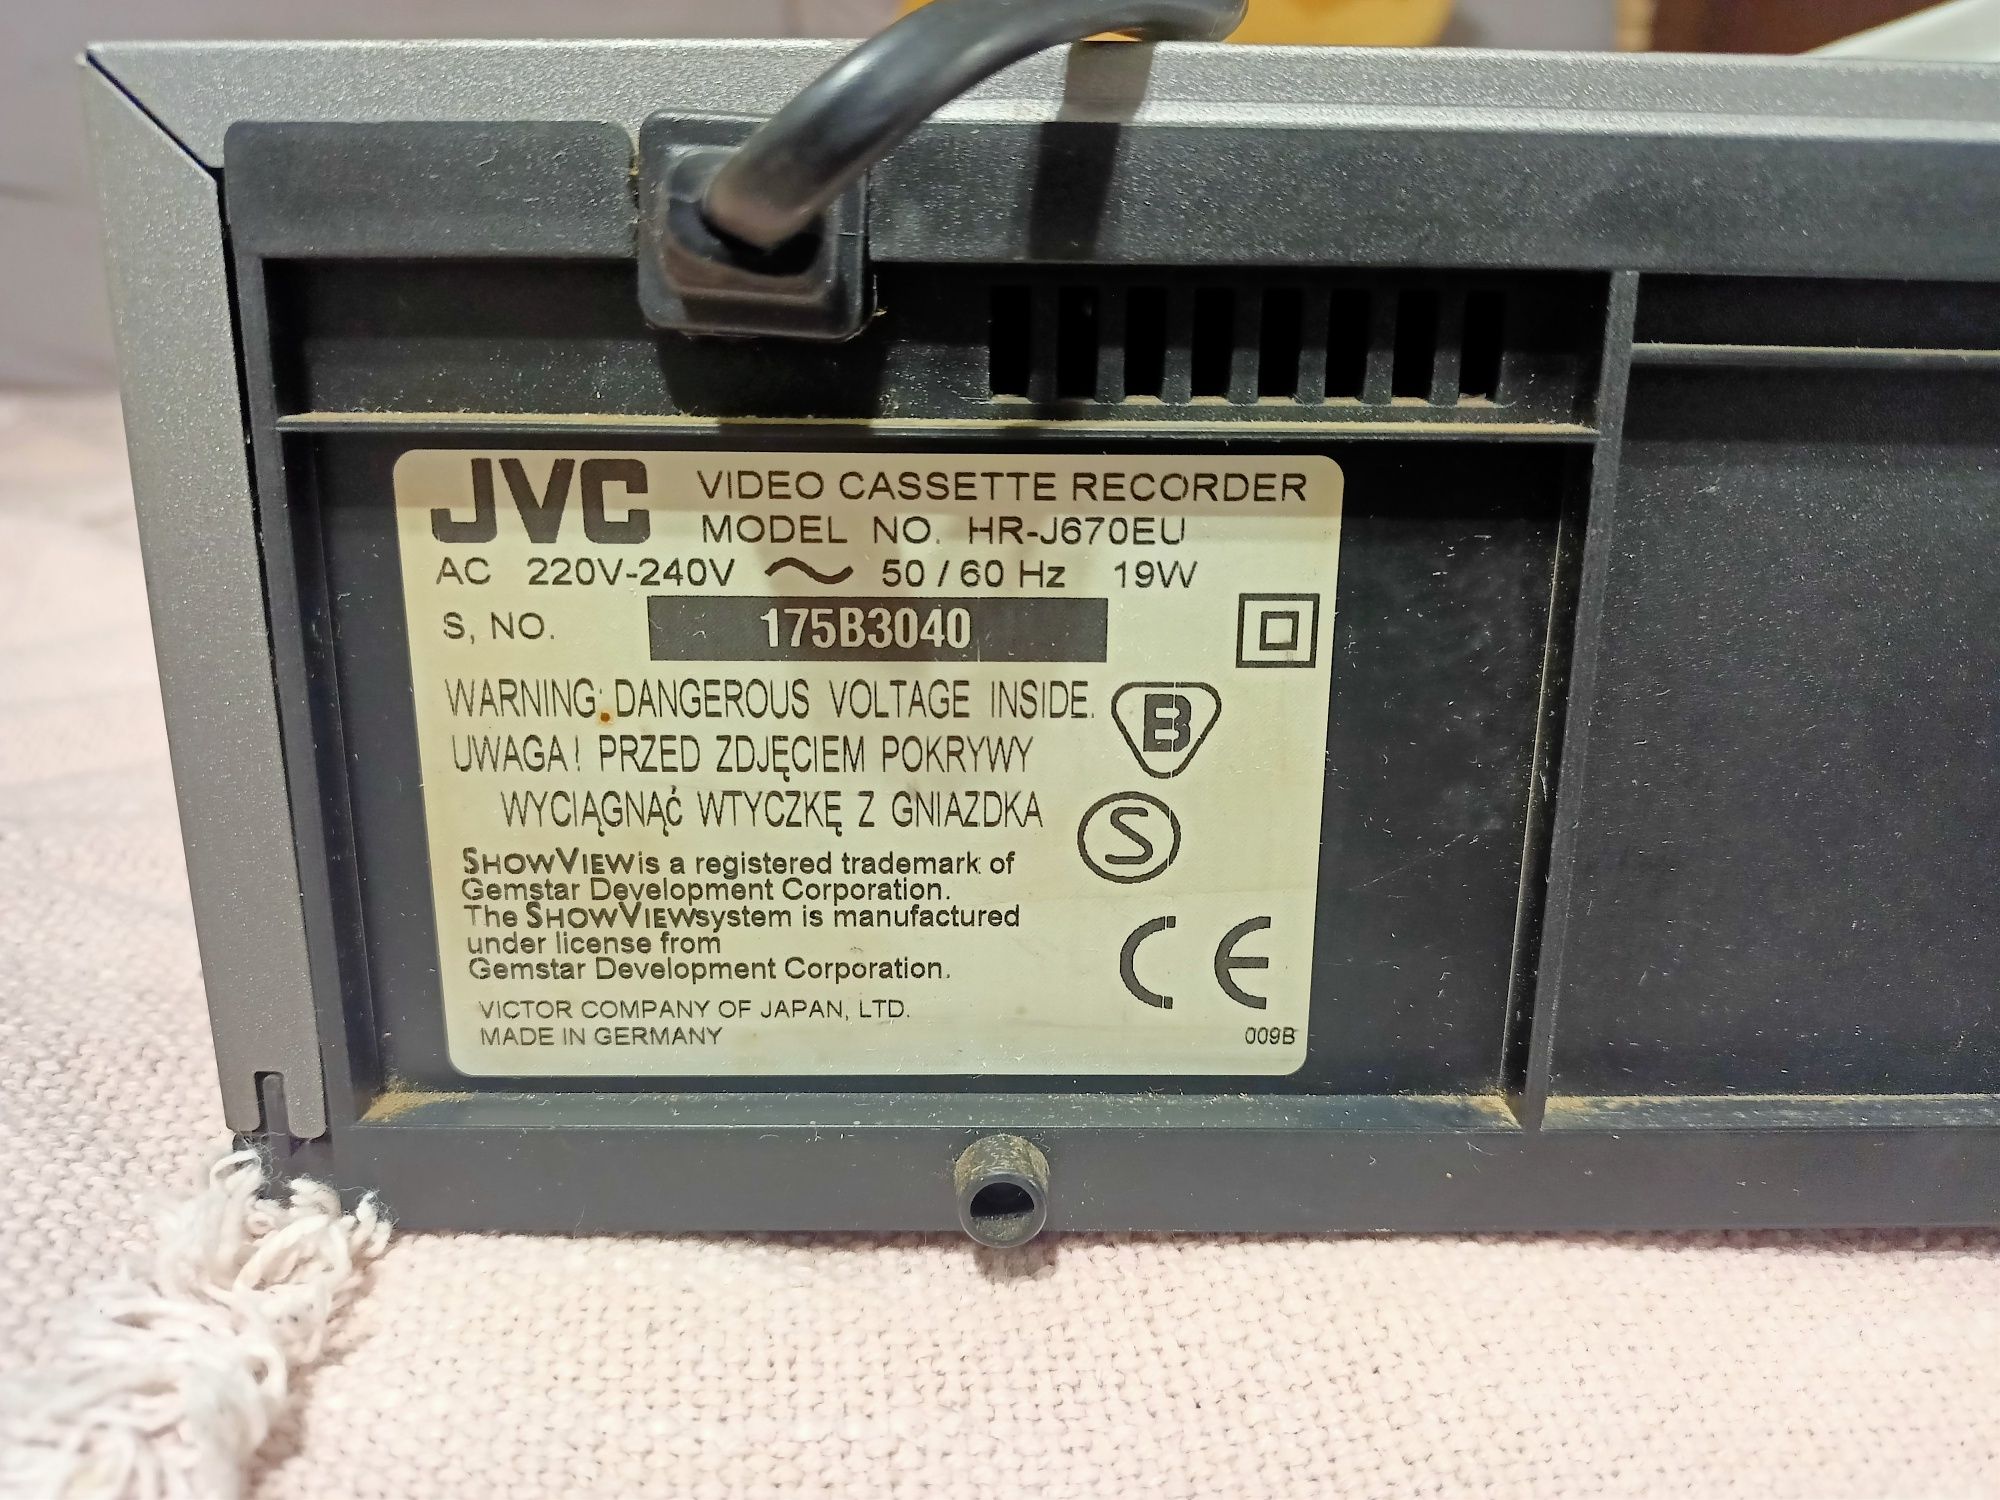 JVC VIDEO CASSETTE RECORDER
MODEL NO. HR-J670EU
AC 220V-240V ~ 50 / 60 Hz 19W
S, NO. 175B3040
WARNING: DANGEROUS VOLTAGE INSIDE.
UWAGA! PRZED ZDJĘCIEM POKRYWY
WYCIĄGNĄĆ WTYCZKĘ Z GNIAZDKA
B
S
SHOWVIEW is a registered trademark of
Gemstar Development Corporation.
The SHOWVIEW system is manufactured
under license from
Gemstar Development Corporation.
CE
VICTOR COMPANY OF JAPAN, LTD.
MADE IN GERMANY
009B